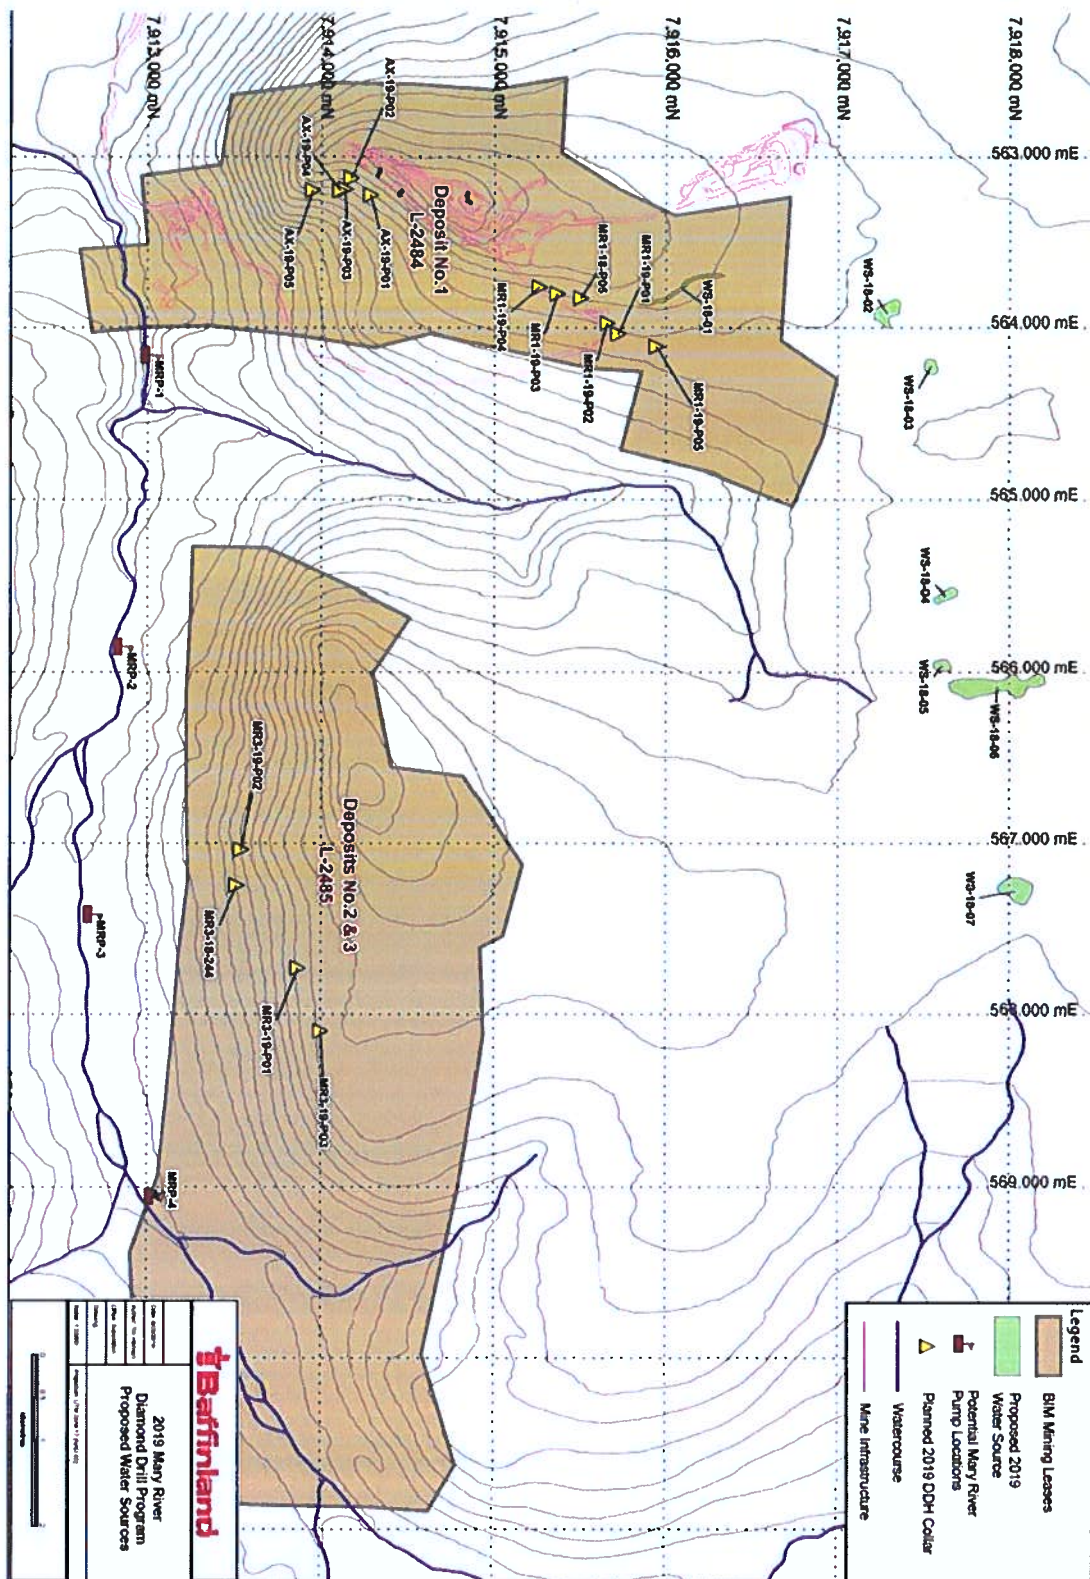 7,913,000 mN
7,914,000 mN
7,915,000 mN
7,916,000 mN
7,917,000 mN
7,918,000 mN
563,000 mE
564,000 mE
565,000 mE
566,000 mE
567,000 mE
568,000 mE
569,000 mE
AX-19-P02
AX-19-P04
AX-19-P01
AX-19-P03
AX-19-P05
Deposit No.1
L-2484
MR1-18-P06
MR1-19-P01
WS-18-01
MR1-19-P04
MR1-19-P03
MR1-19-P02
MR1-19-P05
WS-18-02
WS-18-03
WS-18-04
WS-18-05
WS-18-06
WS-18-07
MRP-1
MRP-2
MRP-3
MRP-4
MR3-19-P02
MR3-18-244
MR3-19-P01
MR3-19-P03
Deposits No.2 & 3
L-2485
Legend
BIM Mining Leases
Proposed 2019
Water Source
Potential Mary River
Pump Locations
Planned 2019 DDH Collar
Watercourse
Mine Infrastructure
Baffinland
2019 Mary River
Diamond Drill Program
Proposed Water Sources